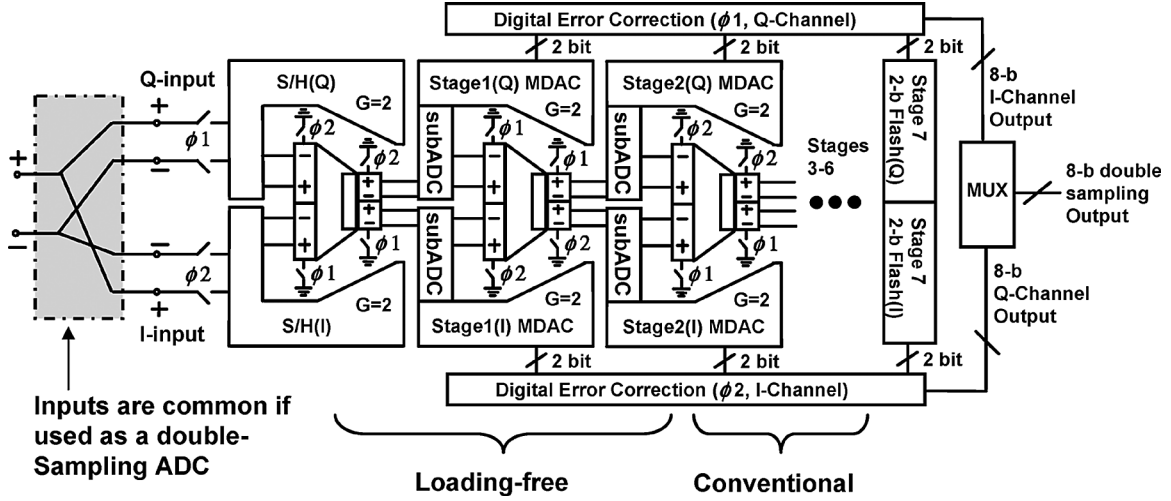 Digital Error Correction (ϕ1, Q-Channel)
2 bit
2 bit
2 bit
Q-input
+
ϕ1
−
+
−
−
ϕ2
+
I-input
S/H(Q)
G=2
ϕ2
ϕ2
−
+
−
+
+
−
+
−
ϕ1
ϕ1
G=2
S/H(I)
Stage1(Q) MDAC
G=2
subADC
ϕ1
ϕ1
−
+
−
+
+
−
+
−
subADC
ϕ2
ϕ2
G=2
Stage1(I) MDAC
Stage2(Q) MDAC
G=2
subADC
ϕ2
ϕ2
−
+
−
+
+
−
+
−
subADC
ϕ1
ϕ1
G=2
Stage2(I) MDAC
Stages
3-6
Stage 7
2-b Flash(Q)
Stage 7
2-b Flash(I)
8-b
I-Channel
Output
MUX
8-b double
sampling
Output
8-b
Q-Channel
Output
2 bit
2 bit
2 bit
Digital Error Correction (ϕ2, I-Channel)
Inputs are common if
used as a double-
Sampling ADC
Loading-free
Conventional